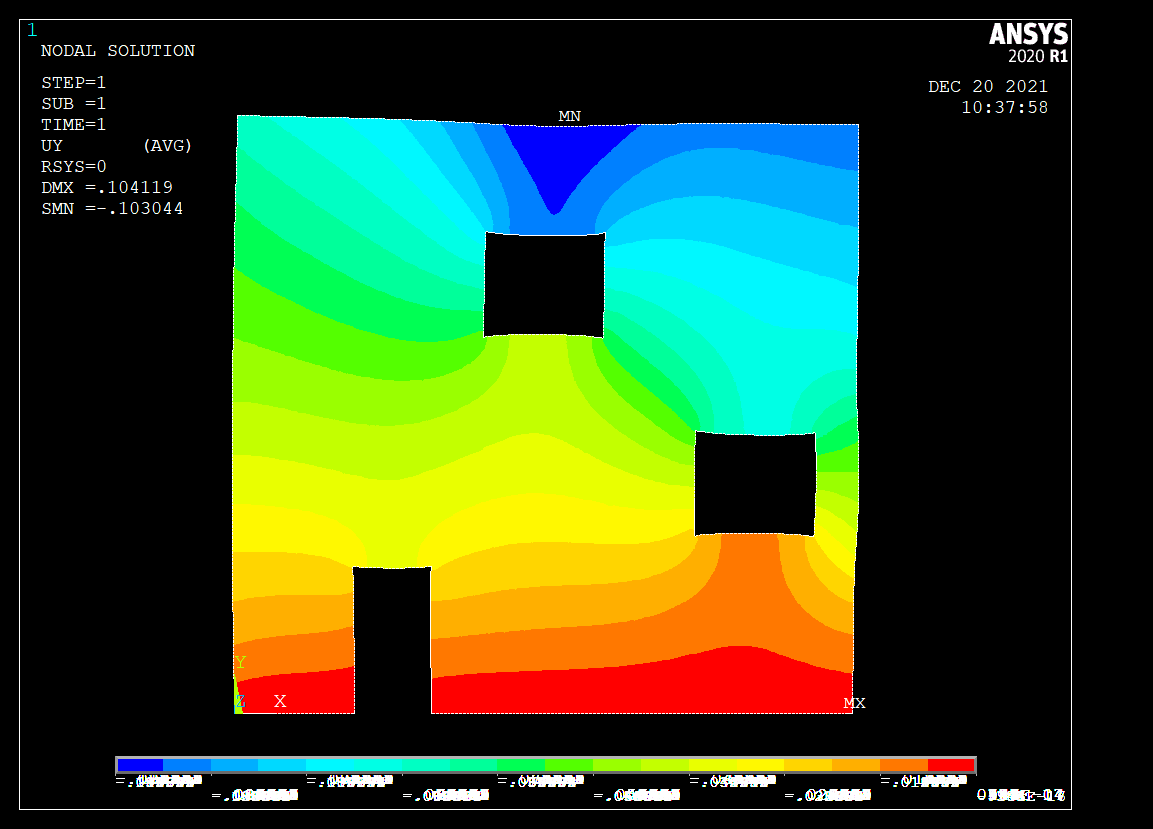 1
NODAL SOLUTION
STEP=1
SUB =1
TIME=1
UY (AVG)
RSYS=0
DMX =.104119
SMN =-.103044
ANSYS
2020 R1
DEC 20 2021
10:37:58
MN
Y
Z X
MX